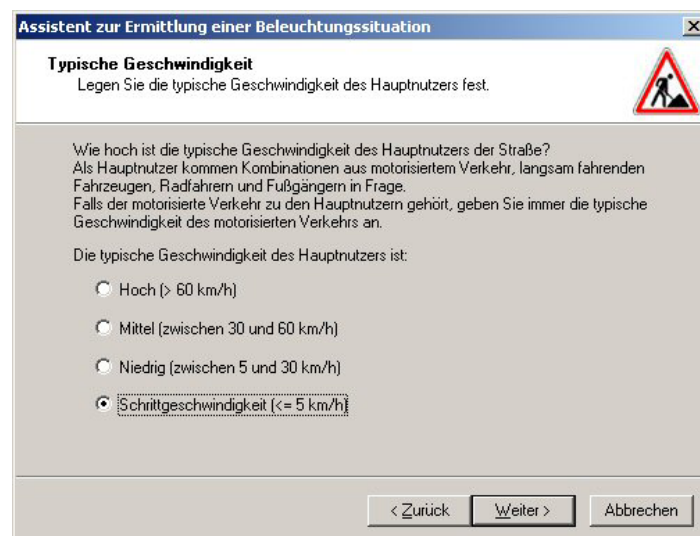 Assistent zur Ermittlung einer Beleuchtungssituation
Typische Geschwindigkeit
Legen Sie die typische Geschwindigkeit des Hauptnutzers fest.
Wie hoch ist die typische Geschwindigkeit des Hauptnutzers der Straße?
Als Hauptnutzer kommen Kombinationen aus motorisiertem Verkehr, langsam fahrenden
Fahrzeugen, Radfahrern und Fußgängern in Frage.
Falls der motorisierte Verkehr zu den Hauptnutzern gehört, geben Sie immer die typische
Geschwindigkeit des motorisierten Verkehrs an.
Die typische Geschwindigkeit des Hauptnutzers ist:
Hoch (> 60 km/h)
Mittel (zwischen 30 und 60 km/h)
Niedrig (zwischen 5 und 30 km/h)
Schrittgeschwindigkeit (<= 5 km/h)
< Zurück
Weiter >
Abbrechen